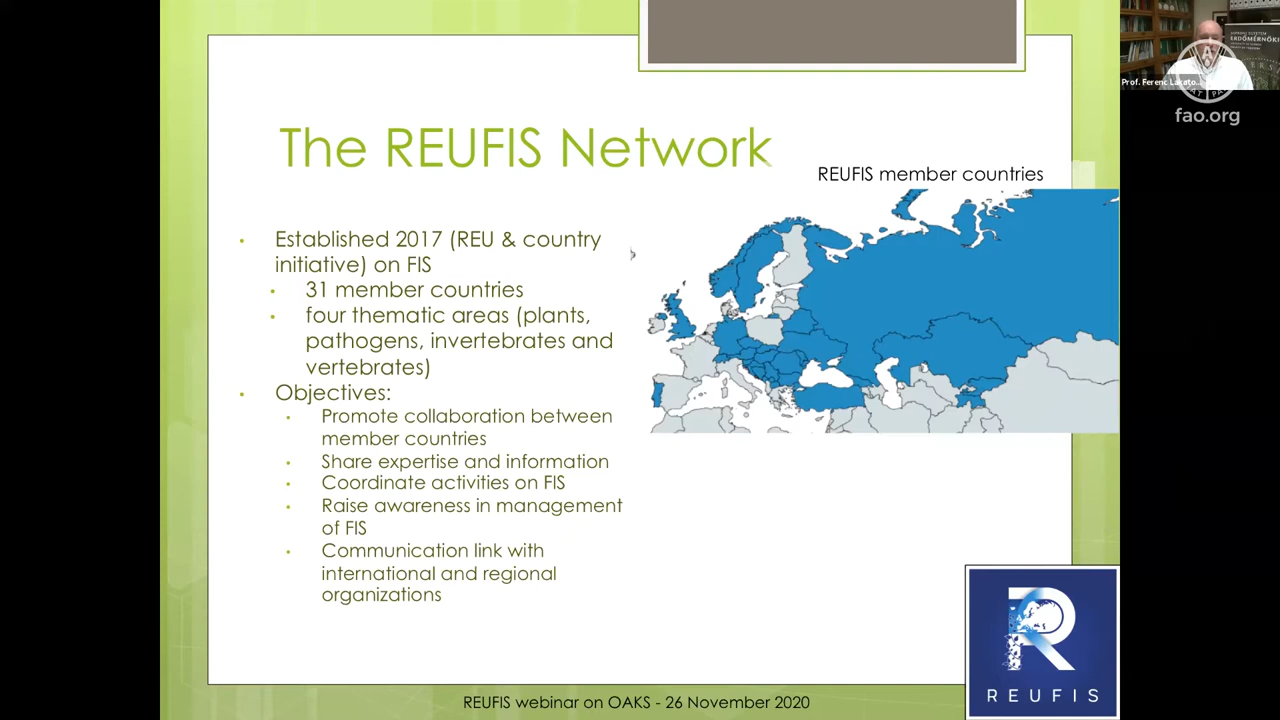 The REUFIS Network
REUFIS member countries
• Established 2017 (REU & country
initiative) on FIS
• 31 member countries
• four thematic areas (plants,
pathogens, invertebrates and
vertebrates)
• Objectives:
• Promote collaboration between
member countries
• Share expertise and information
• Coordinate activities on FIS
• Raise awareness in management
of FIS
• Communication link with
international and regional
organizations
REUFIS webinar on OAKS - 26 November 2020
R
REUFIS
ERDŐMÉRNÖKI
Prof. Ferenc Lakato...
fao.org